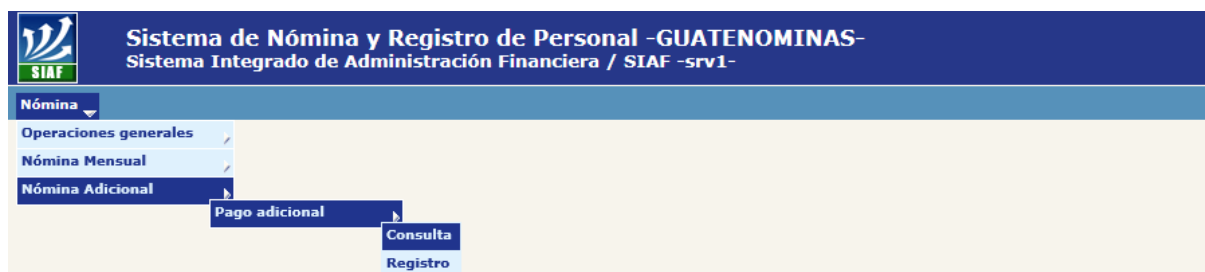 Sistema de Nómina y Registro de Personal -GUATENOMINAS-
Sistema Integrado de Administración Financiera / SIAF -srv1-
SIAF
Nómina
Operaciones generales
Nómina Mensual
Nómina Adicional
Pago adicional
Consulta
Registro